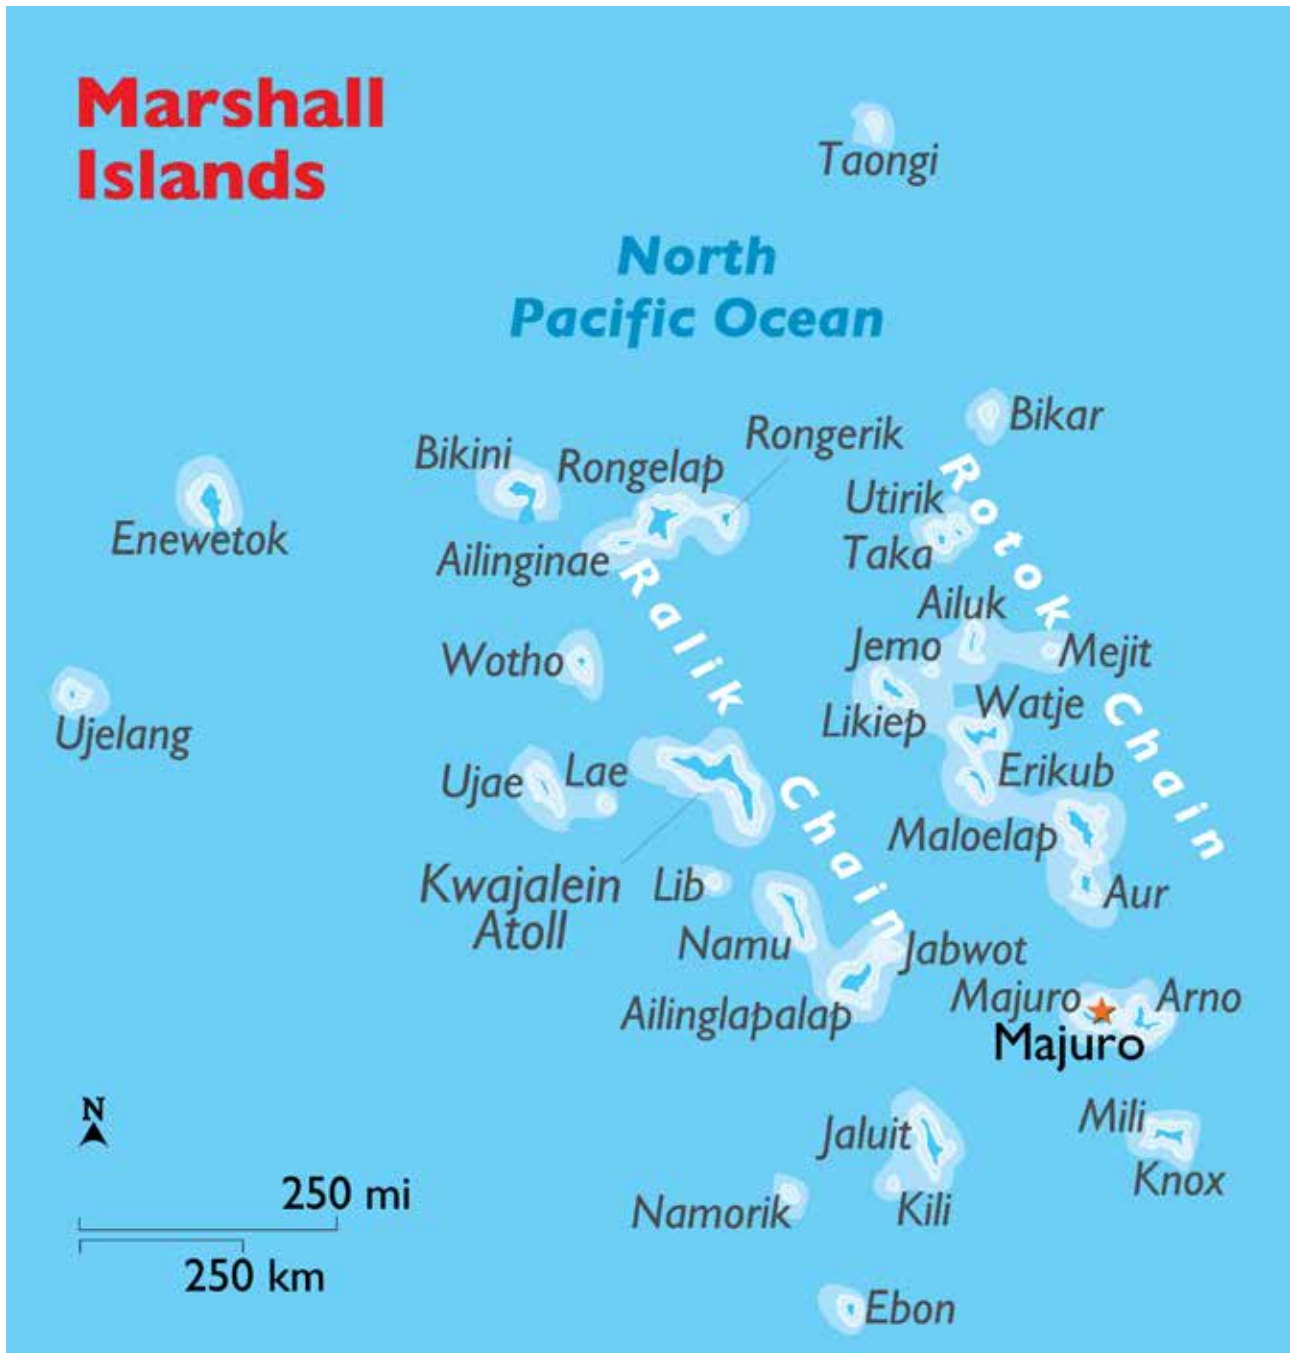 Marshall
Islands
Taongi
North
Pacific Ocean
Bikar
Rongerik
Bikini
Rongelap
Utirik
Enewetok
Taka
Ailinginae
Rotok Chain
Ralik Chain
Ailuk
Jemo
Mejit
Wotho
Watje
Likiep
Ujelang
Ujae
Lae
Erikub
Maloelap
Kwajalein
Atoll
Lib
Aur
Namu
Jabwot
Majuro
Arno
Ailinglapalap
Majuro
N
Mili
Jaluit
Knox
250 mi
Namorik
Kili
250 km
Ebon